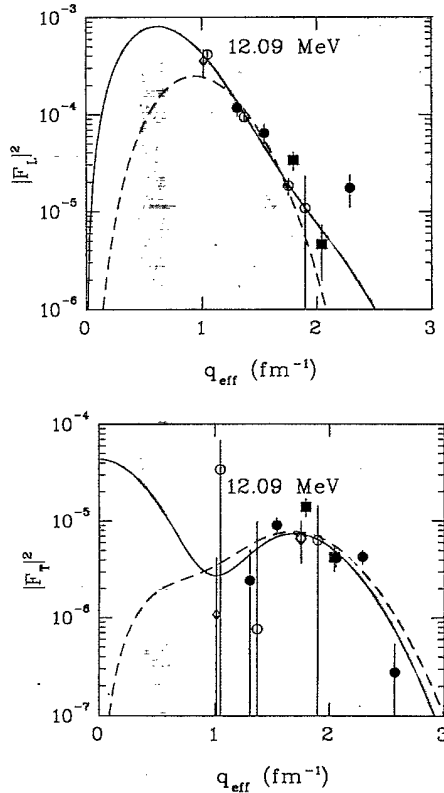 10⁻³
12.09 MeV
10⁻⁴
|F_L|²
10⁻⁵
10⁻⁶
0 1 2 3
q_eff (fm⁻¹)
10⁻⁴
12.09 MeV
10⁻⁵
|F_T|²
10⁻⁶
10⁻⁷
0 1 2 3
q_eff (fm⁻¹)